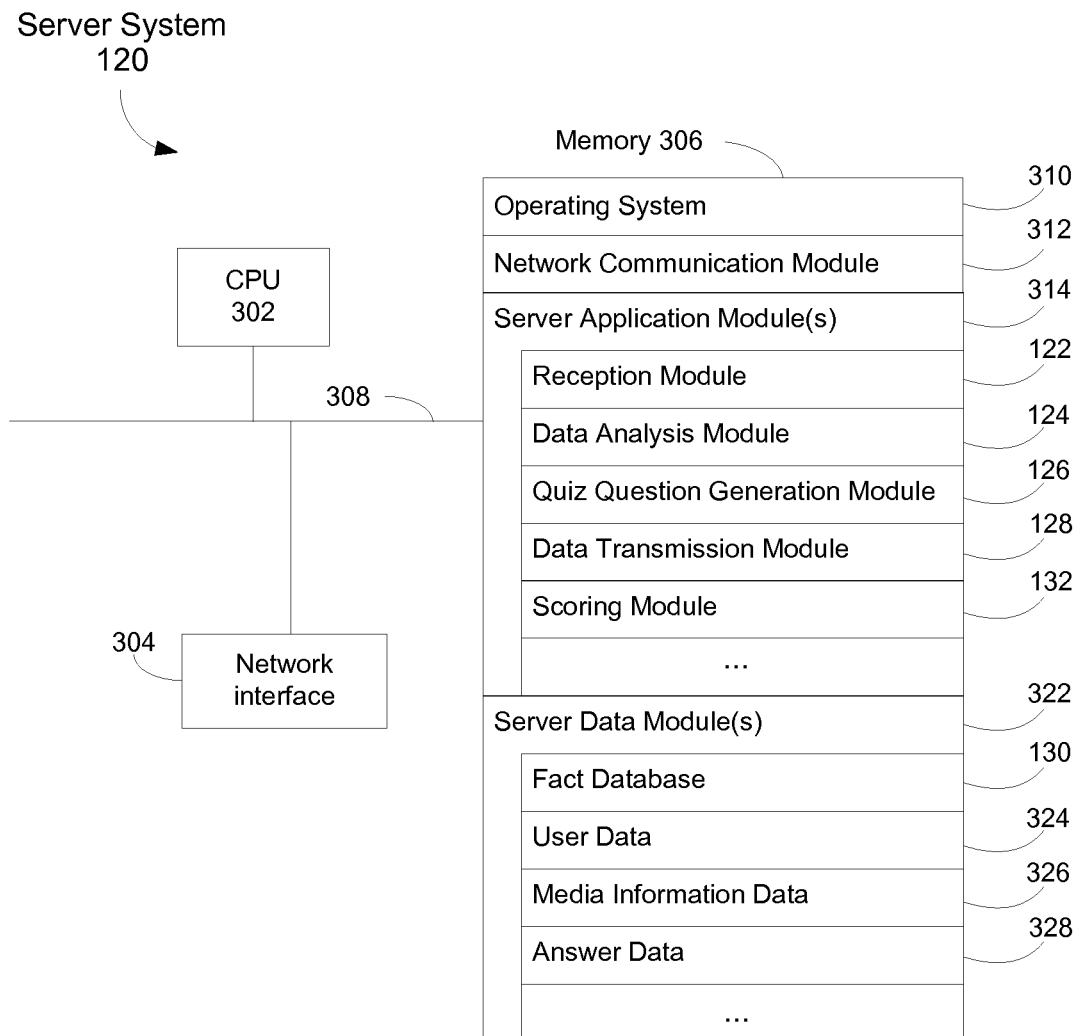 Server System
120
Memory 306
310
Operating System
312
Network Communication Module
CPU
302
314
Server Application Module(s)
122
Reception Module
308
124
Data Analysis Module
126
Quiz Question Generation Module
128
Data Transmission Module
132
Scoring Module
304
Network
interface
...
322
Server Data Module(s)
130
Fact Database
324
User Data
326
Media Information Data
328
Answer Data
...